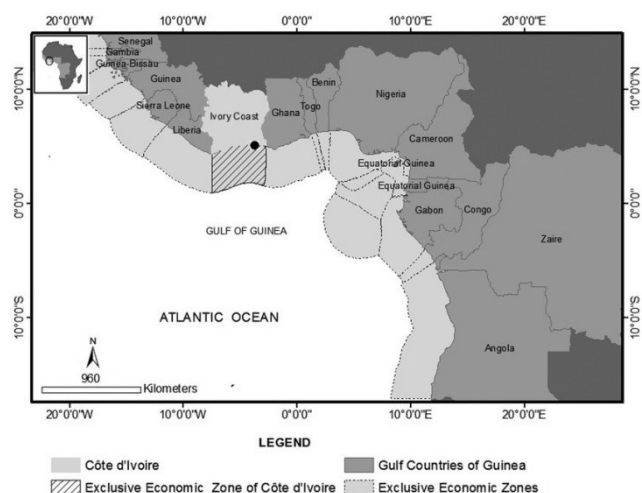 Senegal
Gambia
Guinea-Bissau
Guinea
Sierra Leone
Liberia
Ivory Coast
Ghana
Togo
Benin
Nigeria
Cameroon
Equatorial Guinea
Equatorial Guinea
Gabon
Congo
Zaire
Angola
GULF OF GUINEA
ATLANTIC OCEAN
N
960
Kilometers
10°0'0"N
0°0'0"
10°0'0"S
10°0'0"N
0°0'0"
10°0'0"S
20°0'0"W
10°0'0"W
0°0'0"
10°0'0"E
20°0'0"E
20°0'0"W
10°0'0"W
0°0'0"
10°0'0"E
20°0'0"E
LEGEND
Côte d'Ivoire
Gulf Countries of Guinea
Exclusive Economic Zone of Côte d'Ivoire
Exclusive Economic Zones